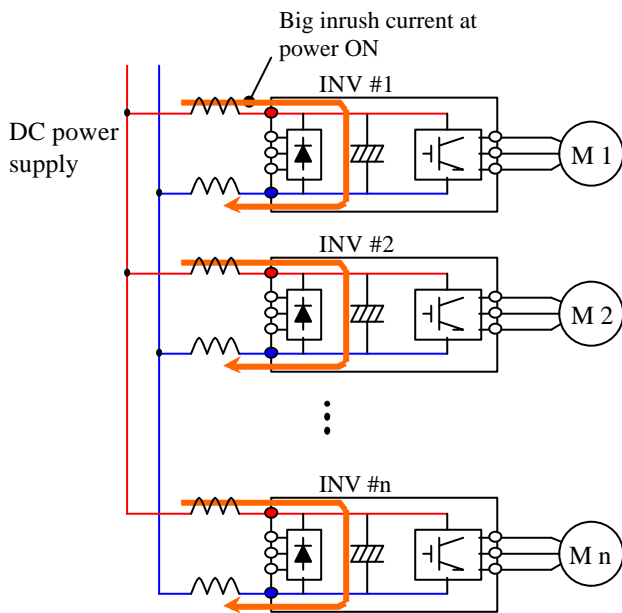 Big inrush current at
power ON
INV #1
DC power
supply
M 1
INV #2
M 2
INV #n
M n